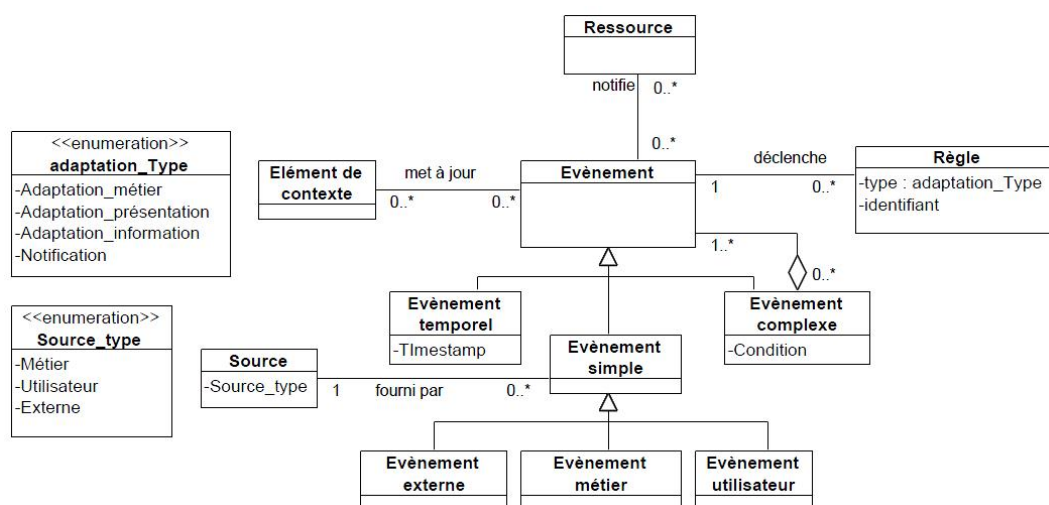 Ressource
notifie
0..*
0..*
<<enumeration>>
adaptation_Type
-Adaptation_métier
-Adaptation_présentation
-Adaptation_information
-Notification
Elément de
contexte
met à jour
0..*
0..*
Evènement
déclenche
1
0..*
Règle
-type : adaptation_Type
-identifiant
1..*
0..*
<<enumeration>>
Source_type
-Métier
-Utilisateur
-Externe
Evènement
temporel
-TImestamp
Evènement
complexe
-Condition
Source
-Source_type
1
fourni par
0..*
Evènement
simple
Evènement
externe
Evènement
métier
Evènement
utilisateur